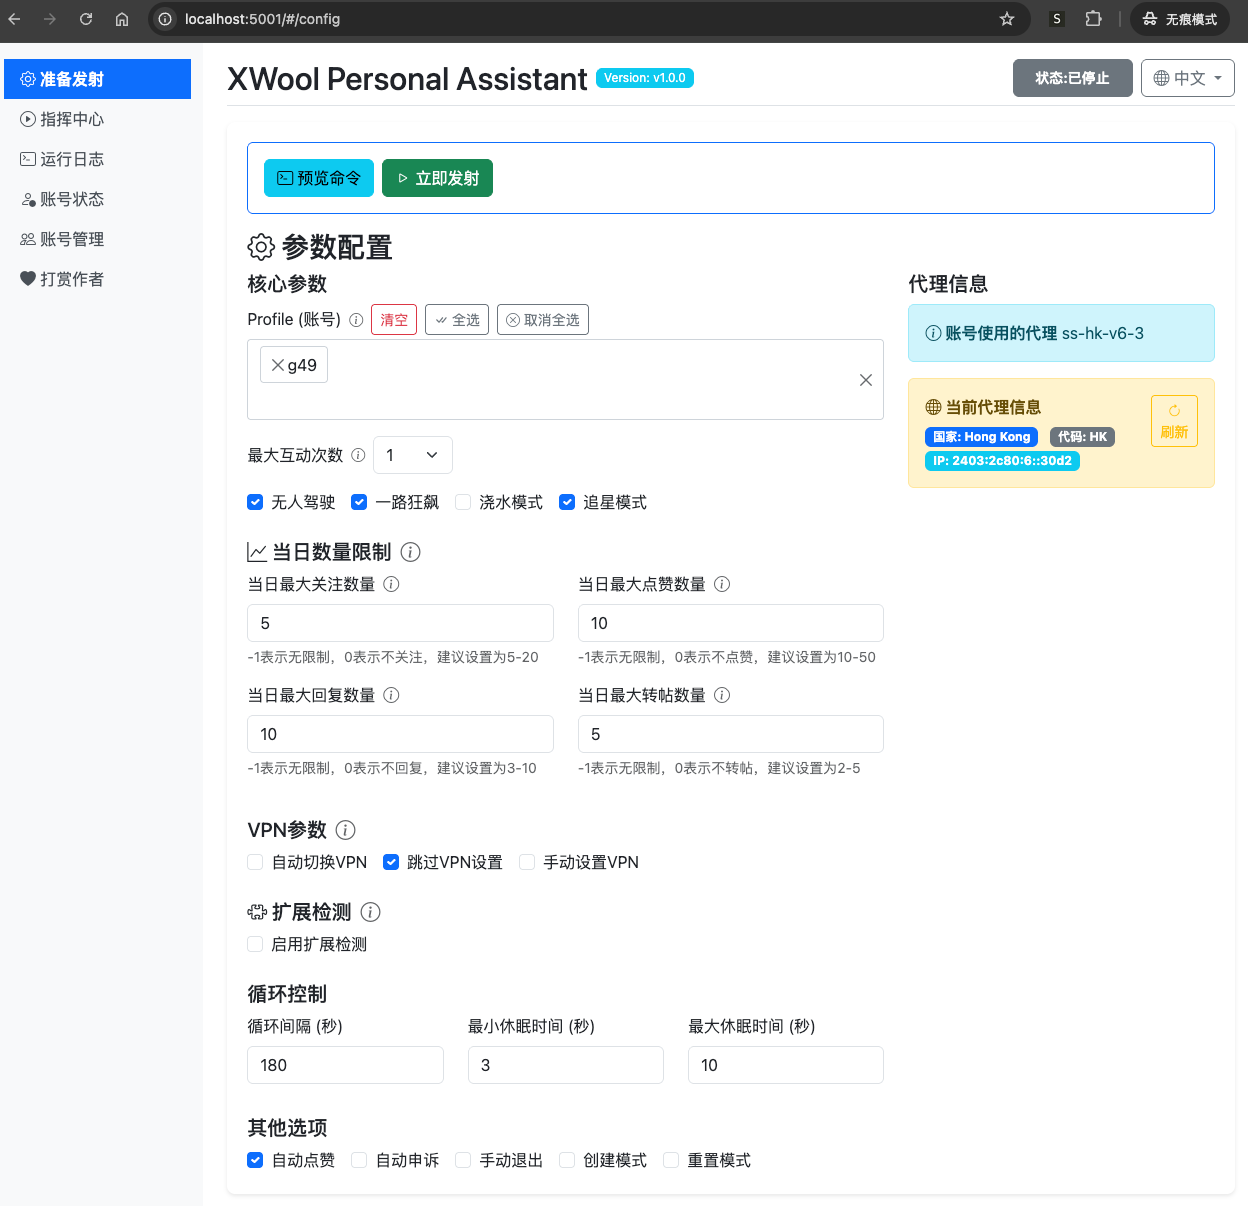 localhost:5001/#/config
S
无痕模式
准备发射
指挥中心
运行日志
账号状态
账号管理
打赏作者
XWool Personal Assistant
Version: v1.0.0
状态:已停止
中文
预览命令
立即发射
参数配置
核心参数
Profile (账号)
清空
全选
取消全选
g49
最大互动次数
1
无人驾驶
一路狂飙
浇水模式
追星模式
当日数量限制
当日最大关注数量
当日最大点赞数量
5
10
-1表示无限制，0表示不关注，建议设置为5-20
-1表示无限制，0表示不点赞，建议设置为10-50
当日最大回复数量
当日最大转帖数量
10
5
-1表示无限制，0表示不回复，建议设置为3-10
-1表示无限制，0表示不转帖，建议设置为2-5
VPN参数
自动切换VPN
跳过VPN设置
手动设置VPN
扩展检测
启用扩展检测
循环控制
循环间隔 (秒)
最小休眠时间 (秒)
最大休眠时间 (秒)
180
3
10
其他选项
自动点赞
自动申诉
手动退出
创建模式
重置模式
代理信息
账号使用的代理 ss-hk-v6-3
当前代理信息
国家: Hong Kong
代码: HK
IP: 2403:2c80:6::30d2
刷新